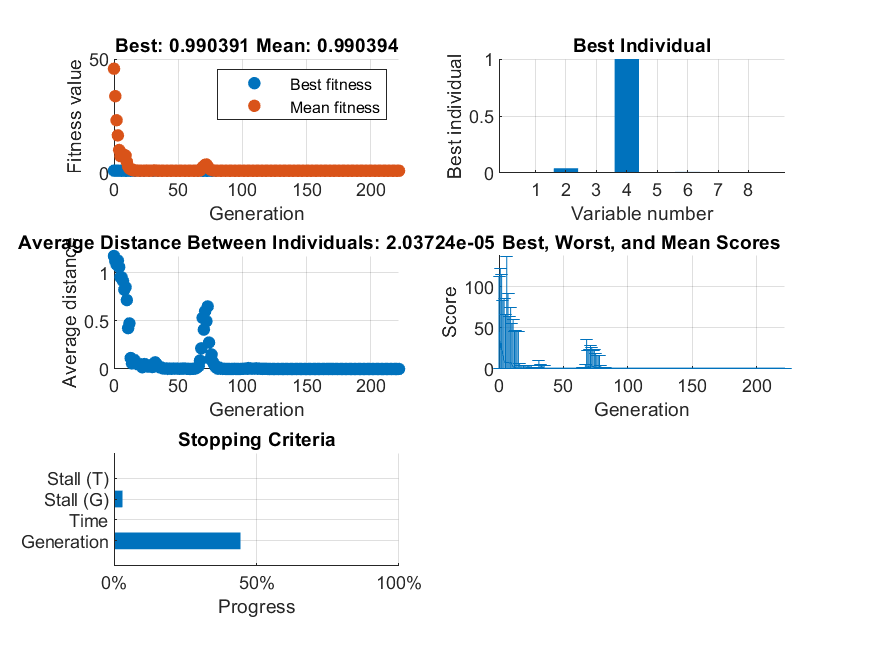 Best: 0.990391 Mean: 0.990394
Fitness value
50
0
Best fitness
Mean fitness
0 50 100 150 200
Generation
Best Individual
Best individual
1
0.5
0
1 2 3 4 5 6 7 8
Variable number
Average Distance Between Individuals: 2.03724e-05
Average distance
1
0.5
0
0 50 100 150 200
Generation
Best, Worst, and Mean Scores
Score
100
50
0
0 50 100 150 200
Generation
Stopping Criteria
Stall (T)
Stall (G)
Time
Generation
0% 50% 100%
Progress